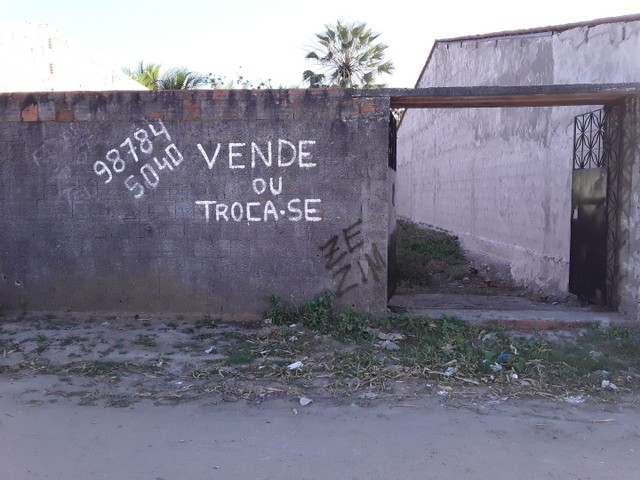 98784
5040
VENDE
OU
TROCA-SE
ZE
ZIM